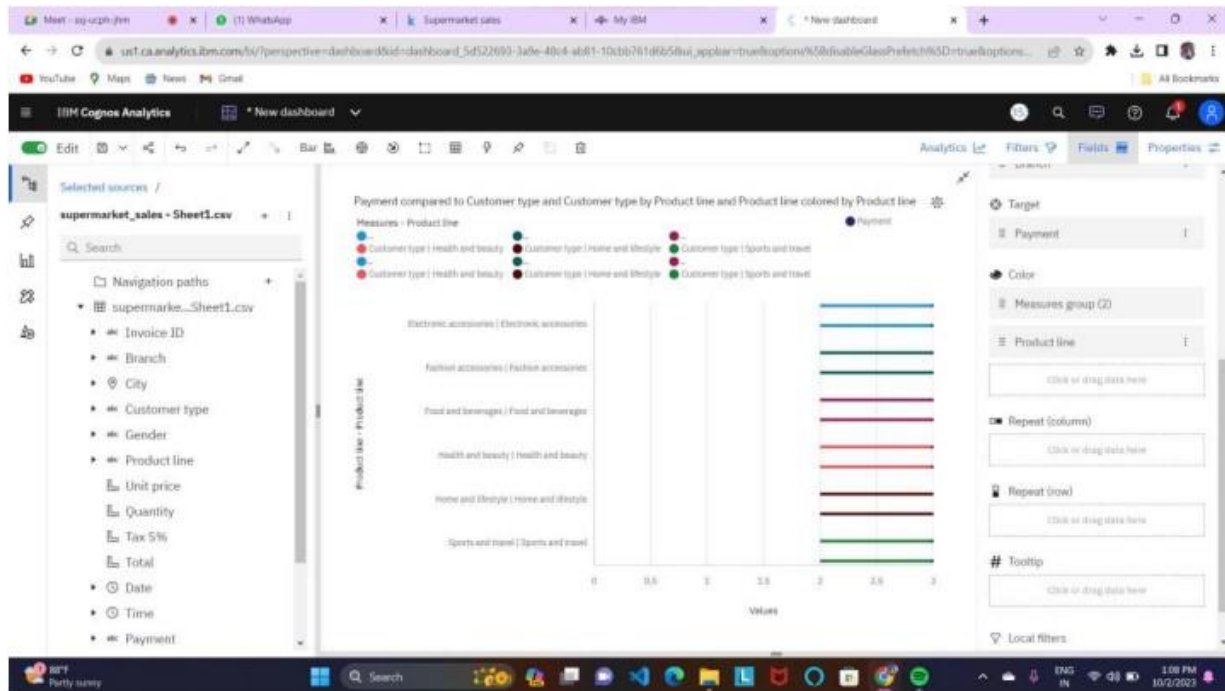 Meet - ssj-ucph-jhm
(1) WhatsApp
Supermarket sales
My IBM
* New dashboard
YouTube Maps News Gmail
All Bookmarks
IBM Cognos Analytics
* New dashboard
Edit
Bar
Analytics
Filters
Fields
Properties
Selected sources /
supermarket_sales - Sheet1.csv
Search
Navigation paths
supermarke...Sheet1.csv
Invoice ID
Branch
City
Customer type
Gender
Product line
Unit price
Quantity
Tax 5%
Total
Date
Time
Payment
Payment compared to Customer type and Customer type by Product line and Product line colored by Product line
Measures - Product line
Payment
...
...
...
Customer type | Health and beauty
Customer type | Home and lifestyle
Customer type | Sports and travel
...
...
...
Customer type | Health and beauty
Customer type | Home and lifestyle
Customer type | Sports and travel
Product line - Product line
Electronic accessories | Electronic accessories
Fashion accessories | Fashion accessories
Food and beverages | Food and beverages
Health and beauty | Health and beauty
Home and lifestyle | Home and lifestyle
Sports and travel | Sports and travel
0 0.5 1 1.5 2 2.5 3
Values
Branch
Target
Payment
Color
Measures group (2)
Product line
Click or drag data here
Repeat (column)
Click or drag data here
Repeat (row)
Click or drag data here
Tooltip
Click or drag data here
Local filters
88°F
Partly sunny
Search
ENG
IN
1:08 PM
10/2/2023